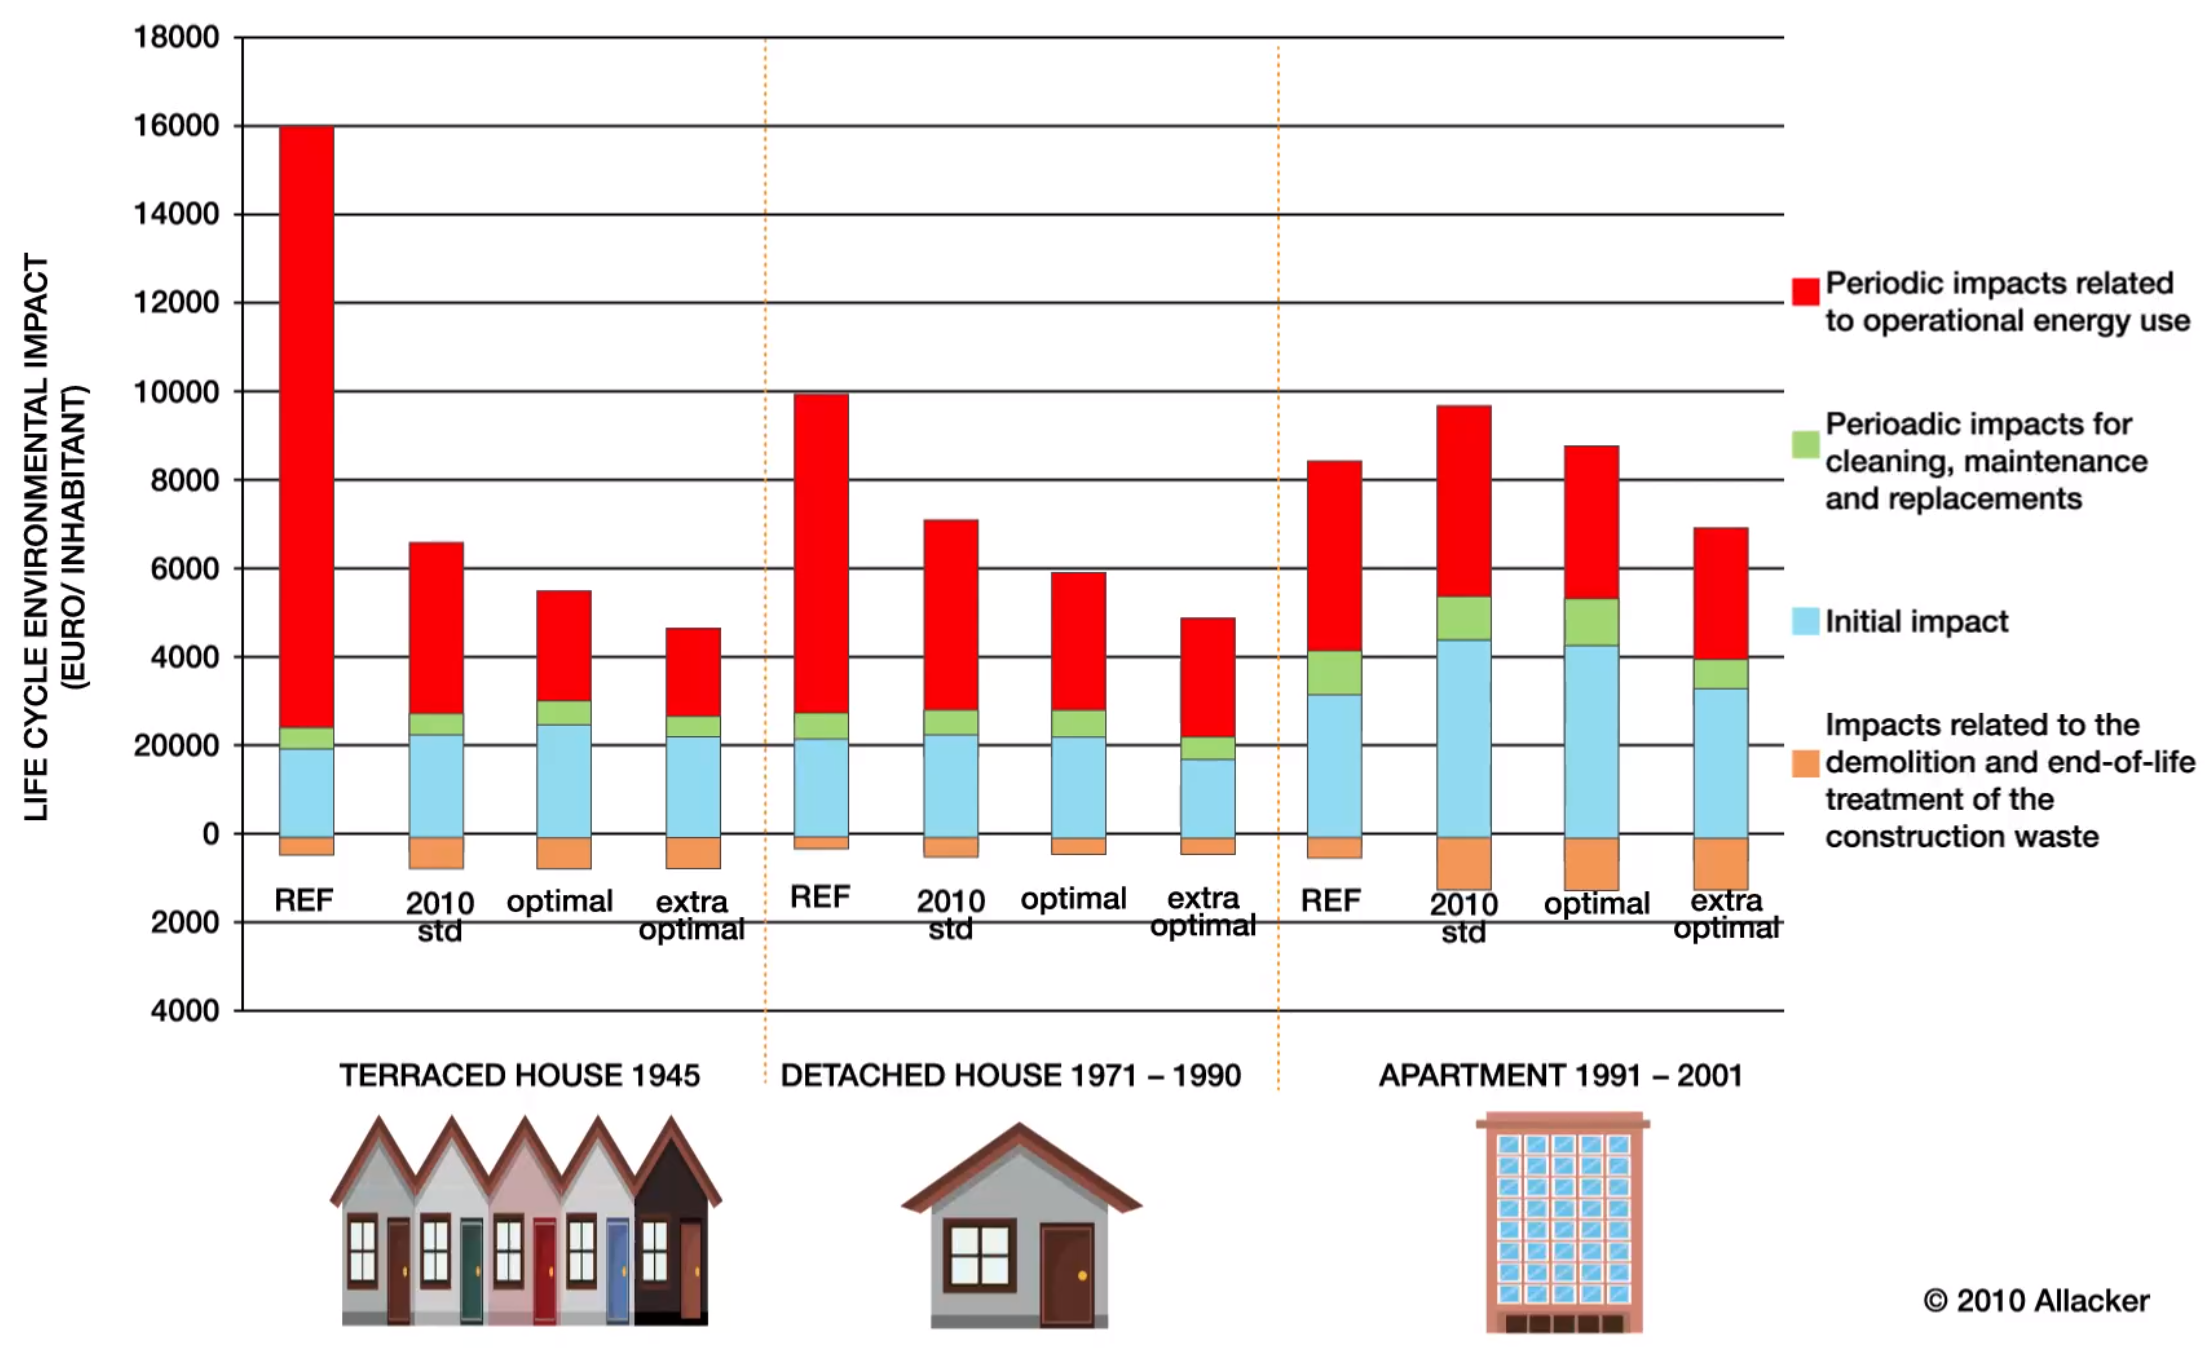 LIFE CYCLE ENVIRONMENTAL IMPACT
(EURO/ INHABITANT)
18000
16000
14000
12000
10000
8000
6000
4000
20000
0
2000
4000
REF
2010
std
optimal
extra
optimal
REF
2010
std
optimal
extra
optimal
REF
2010
std
optimal
extra
optimal
TERRACED HOUSE 1945
DETACHED HOUSE 1971 – 1990
APARTMENT 1991 – 2001
Periodic impacts related
to operational energy use
Perioadic impacts for
cleaning, maintenance
and replacements
Initial impact
Impacts related to the
demolition and end-of-life
treatment of the
construction waste
© 2010 Allacker